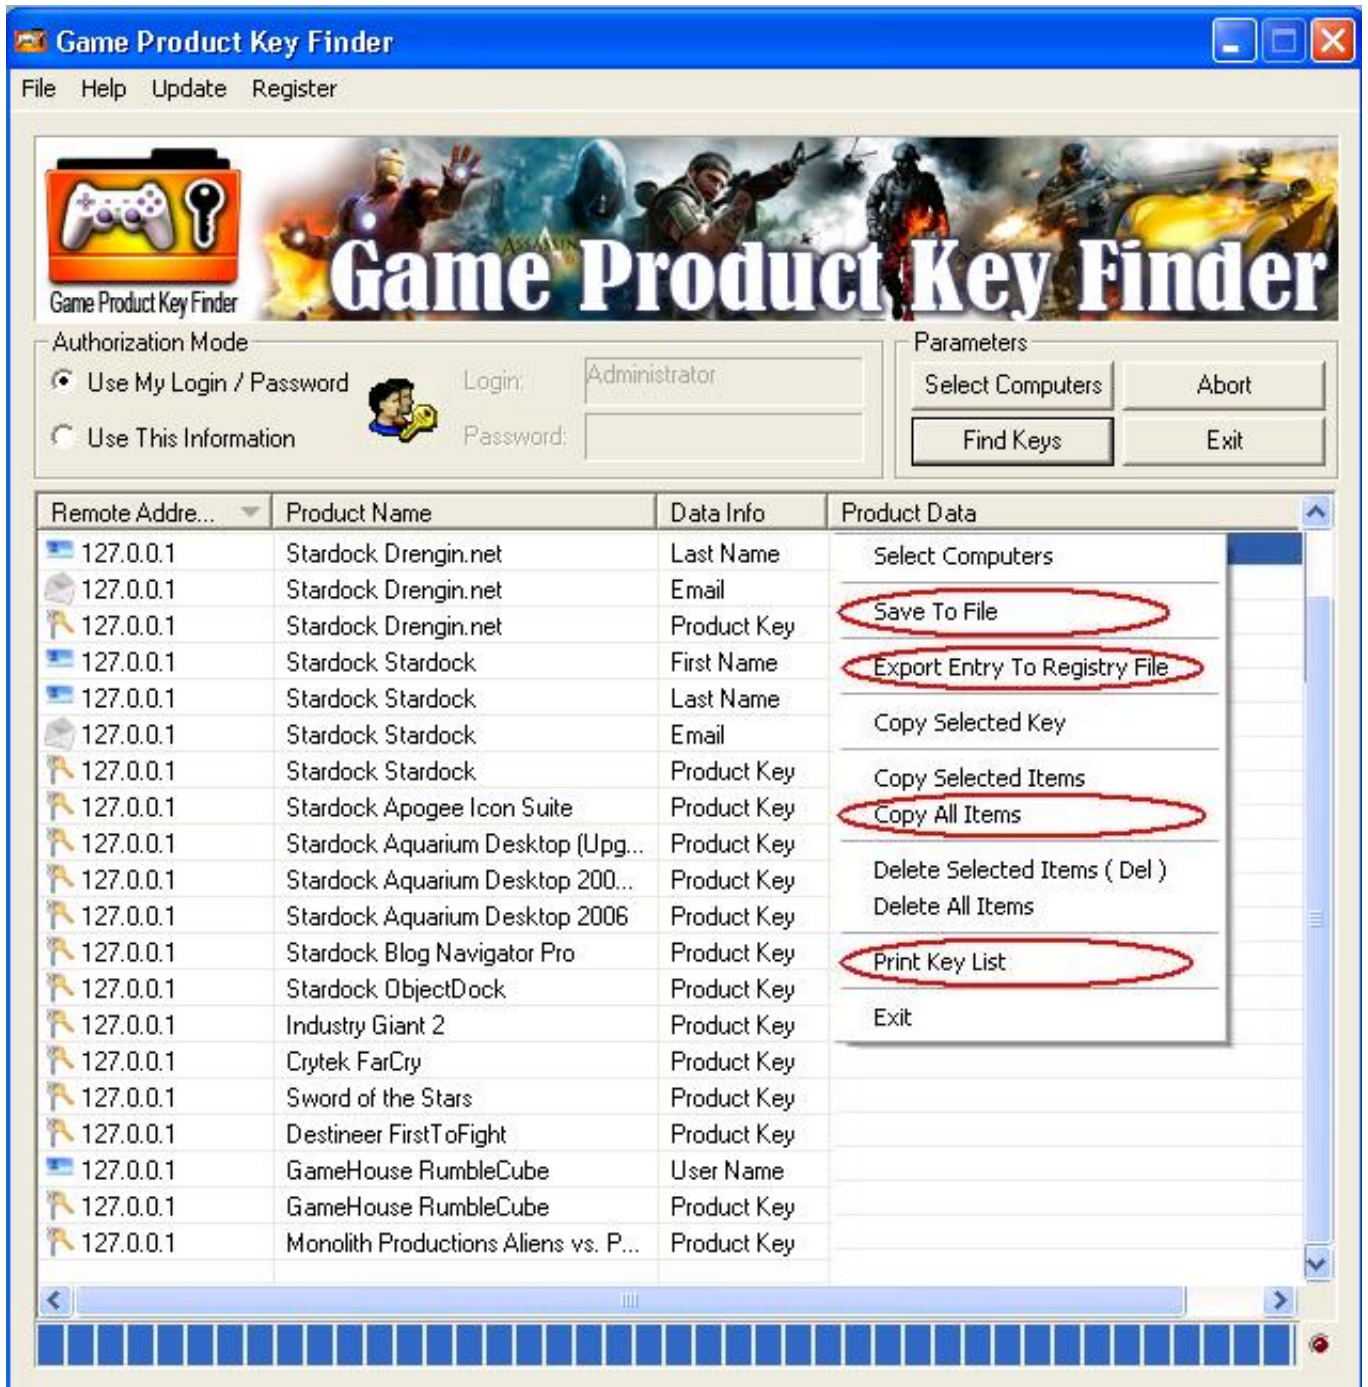 Game Product Key Finder
File Help Update Register
Game Product Key Finder
Game Product Key Finder
Authorization Mode
Use My Login / Password
Login:
Administrator
Use This Information
Password:
Parameters
Select Computers Abort
Find Keys Exit
Remote Addre... Product Name Data Info Product Data
127.0.0.1 Stardock Drengin.net Last Name
127.0.0.1 Stardock Drengin.net Email
127.0.0.1 Stardock Drengin.net Product Key
127.0.0.1 Stardock Stardock First Name
127.0.0.1 Stardock Stardock Last Name
127.0.0.1 Stardock Stardock Email
127.0.0.1 Stardock Stardock Product Key
127.0.0.1 Stardock Apogee Icon Suite Product Key
127.0.0.1 Stardock Aquarium Desktop (Upg... Product Key
127.0.0.1 Stardock Aquarium Desktop 200... Product Key
127.0.0.1 Stardock Aquarium Desktop 2006 Product Key
127.0.0.1 Stardock Blog Navigator Pro Product Key
127.0.0.1 Stardock ObjectDock Product Key
127.0.0.1 Industry Giant 2 Product Key
127.0.0.1 Crytek FarCry Product Key
127.0.0.1 Sword of the Stars Product Key
127.0.0.1 Destineer FirstToFight Product Key
127.0.0.1 GameHouse RumbleCube User Name
127.0.0.1 GameHouse RumbleCube Product Key
127.0.0.1 Monolith Productions Aliens vs. P... Product Key
Select Computers
Save To File
Export Entry To Registry File
Copy Selected Key
Copy Selected Items
Copy All Items
Delete Selected Items ( Del )
Delete All Items
Print Key List
Exit